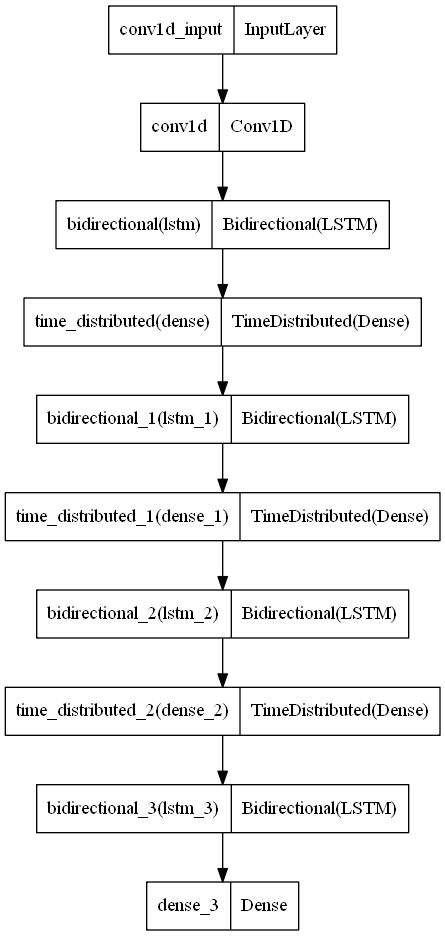 conv1d_input InputLayer
conv1d Conv1D
bidirectional(lstm) Bidirectional(LSTM)
time_distributed(dense) TimeDistributed(Dense)
bidirectional_1(lstm_1) Bidirectional(LSTM)
time_distributed_1(dense_1) TimeDistributed(Dense)
bidirectional_2(lstm_2) Bidirectional(LSTM)
time_distributed_2(dense_2) TimeDistributed(Dense)
bidirectional_3(lstm_3) Bidirectional(LSTM)
dense_3 Dense